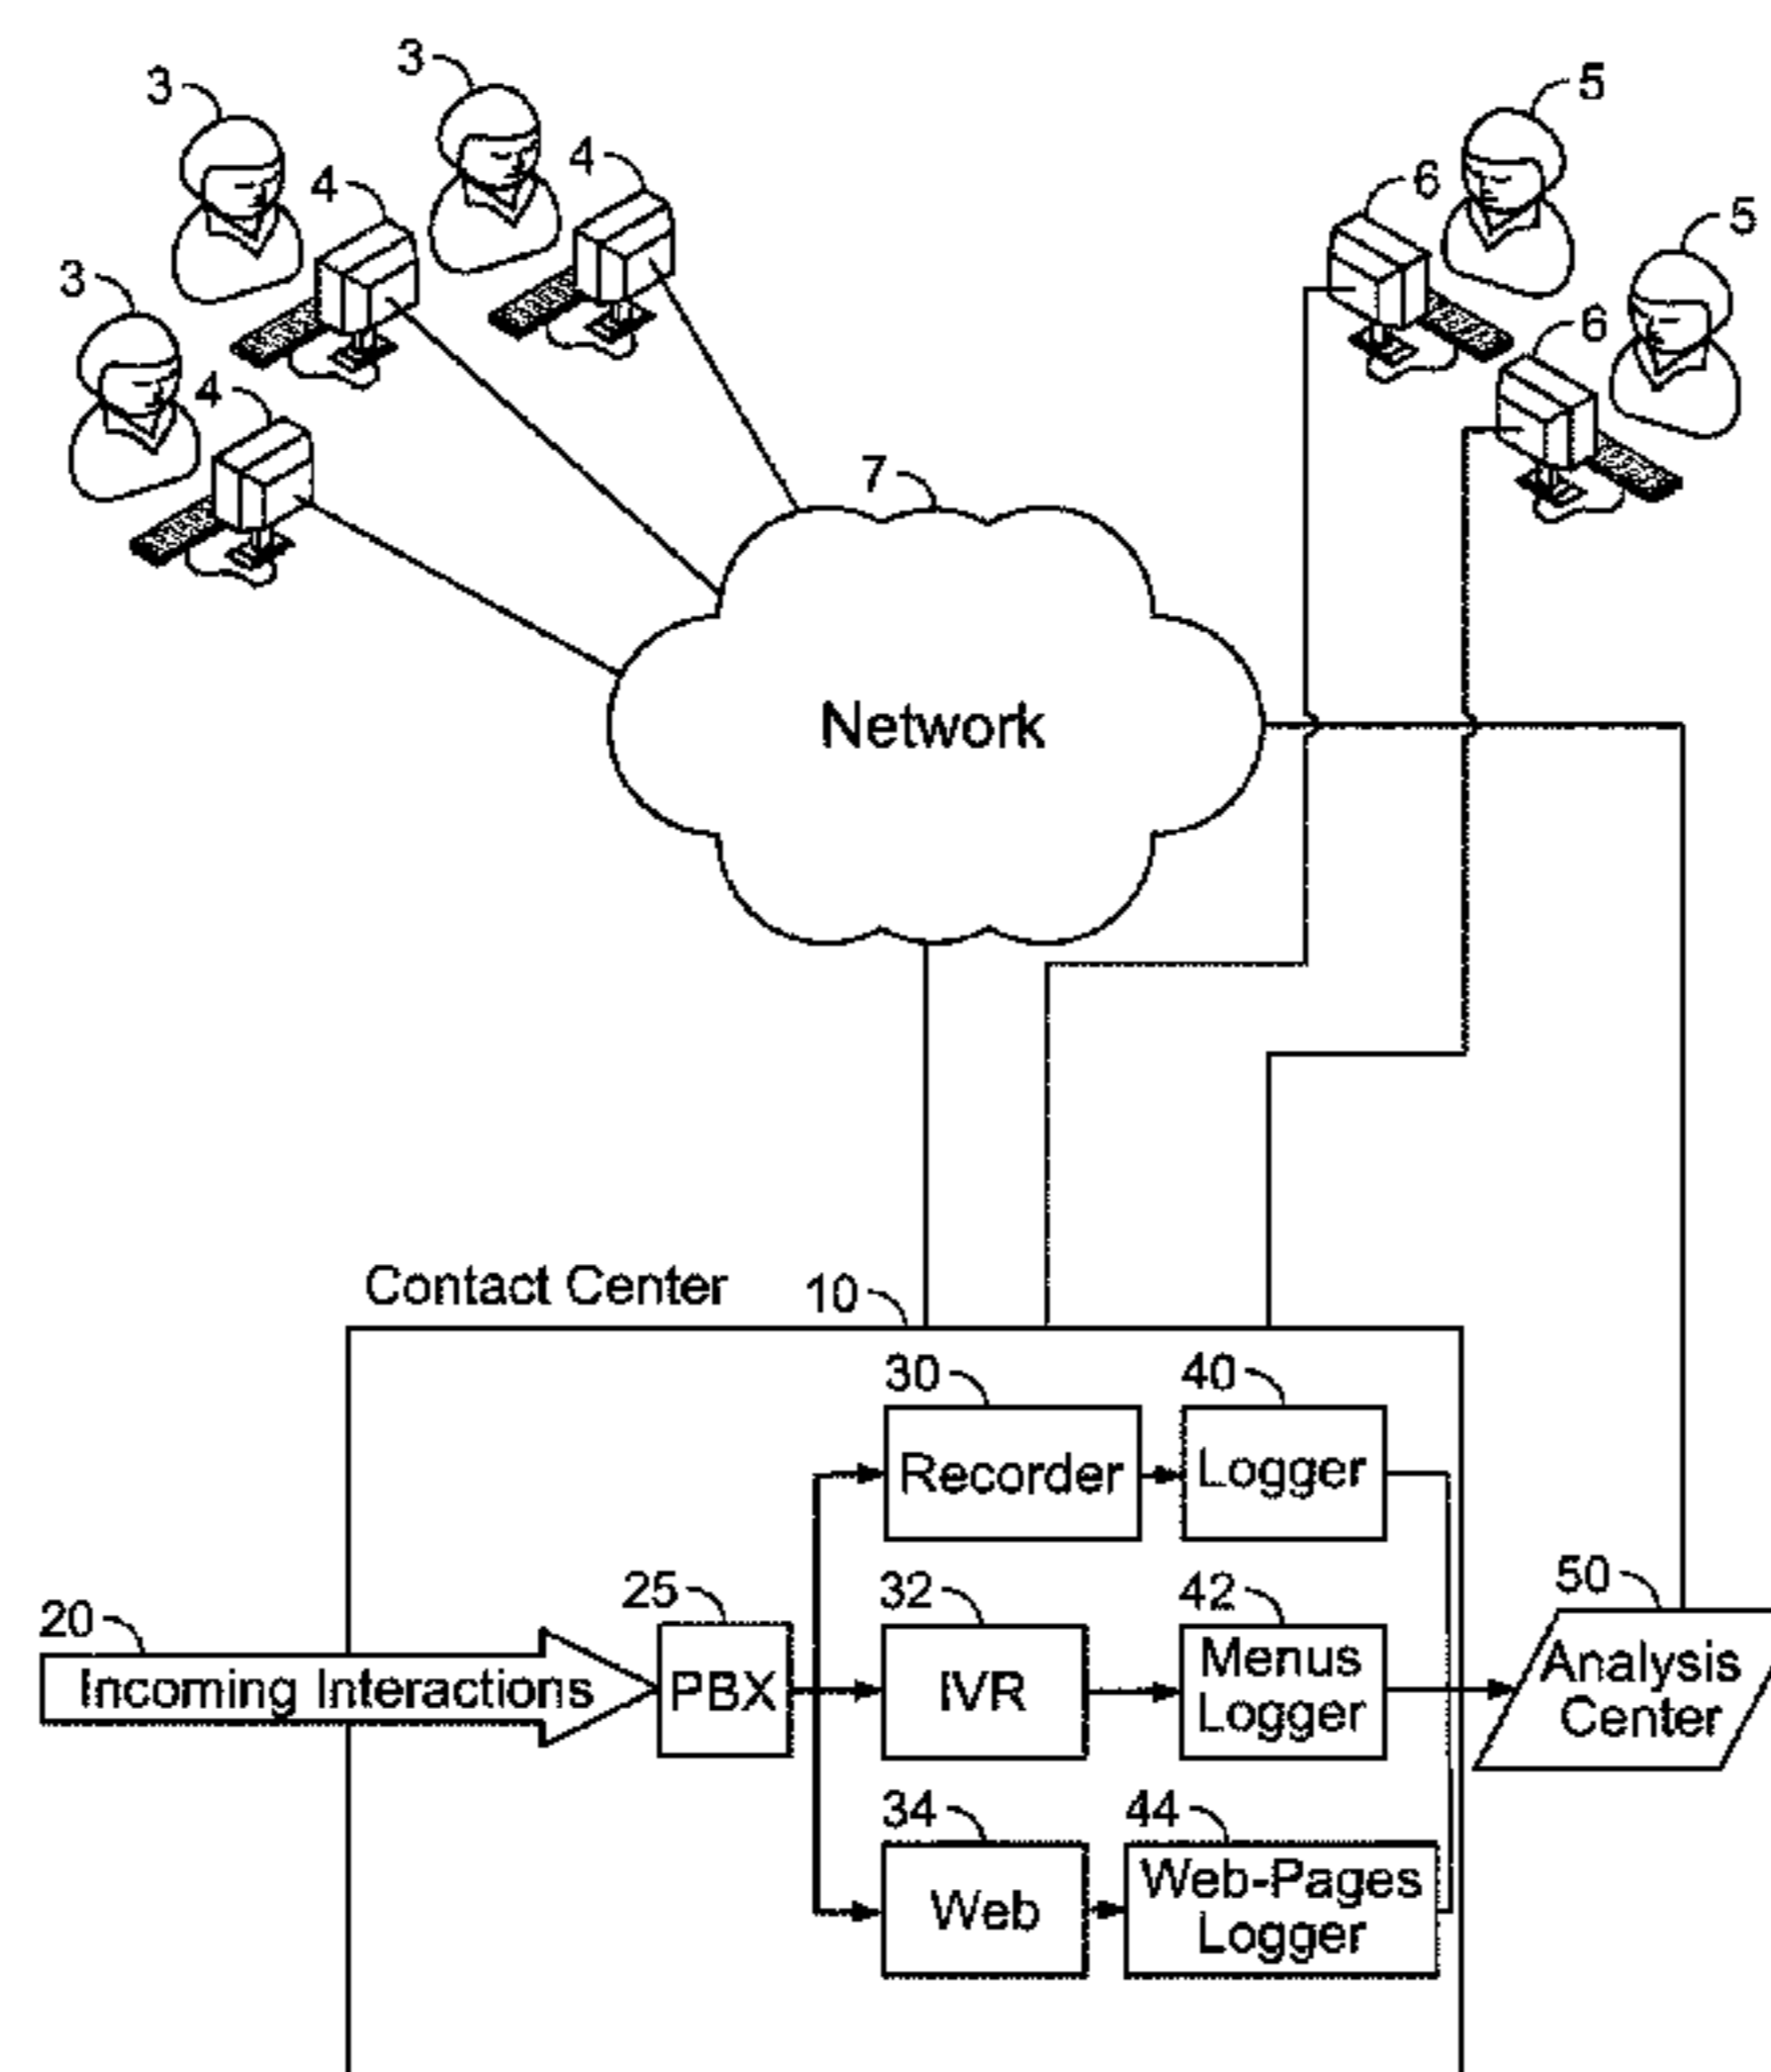 3
3
5
4
4
6
5
3
6
4
7
Network
Contact Center
10
30
40
Recorder
Logger
20
25
32
42
50
Incoming Interactions
PBX
IVR
Menus
Logger
Analysis
Center
34
44
Web
Web-Pages
Logger